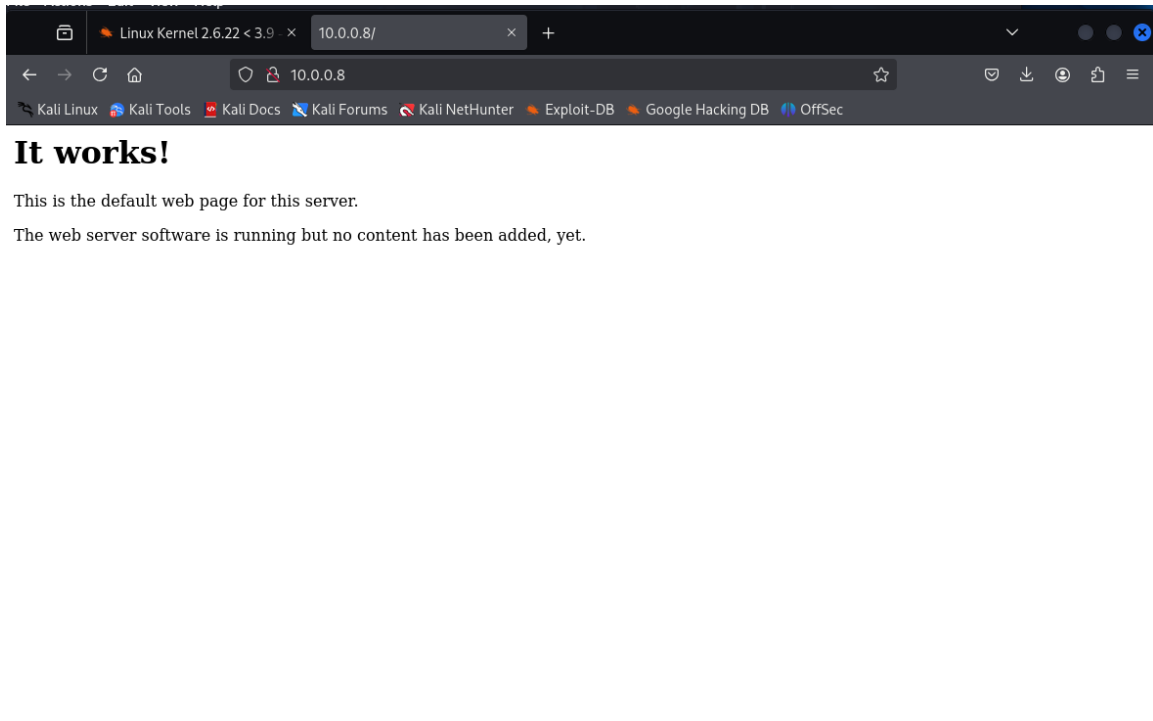 Linux Kernel 2.6.22 < 3.9 -
10.0.0.8/
10.0.0.8
Kali Linux Kali Tools Kali Docs Kali Forums Kali NetHunter Exploit-DB Google Hacking DB OffSec
It works!
This is the default web page for this server.
The web server software is running but no content has been added, yet.